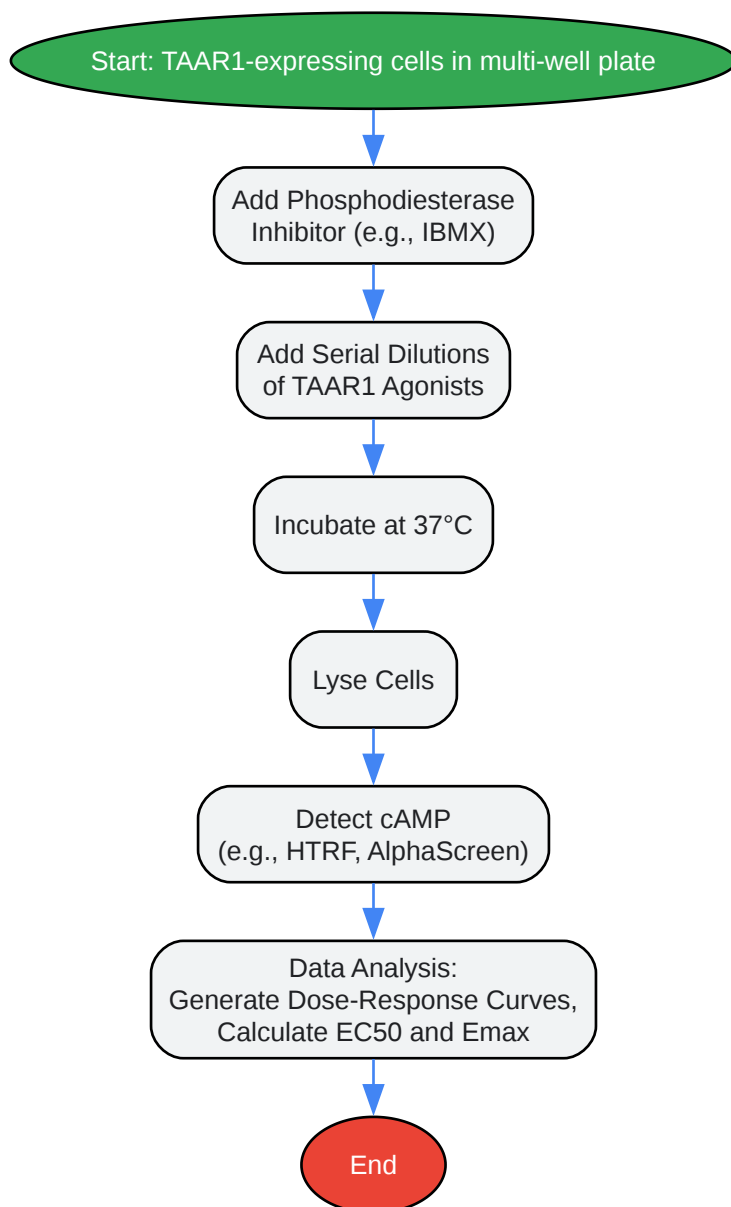 Start: TAAR1-expressing cells in multi-well plate
Add Phosphodiesterase
Inhibitor (e.g., IBMX)
Add Serial Dilutions
of TAAR1 Agonists
Incubate at 37°C
Lyse Cells
Detect cAMP
(e.g., HTRF, AlphaScreen)
Data Analysis:
Generate Dose-Response Curves,
Calculate EC50 and Emax
End